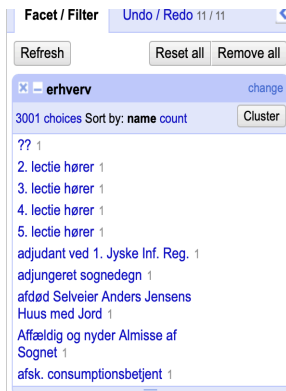 Facet / Filter Undo / Redo 11 / 11
Refresh Reset all Remove all
erhverv change
3001 choices Sort by: name count Cluster
?? 1
2. lectie hører 1
3. lectie hører 1
4. lectie hører 1
5. lectie hører 1
adjudant ved 1. Jyske Inf. Reg. 1
adjungeret sognedegn 1
afdød Selveier Anders Jensens
Huus med Jord 1
Affældig og nyder Almisse af
Sognet 1
afsk. consumptionsbetjent 1